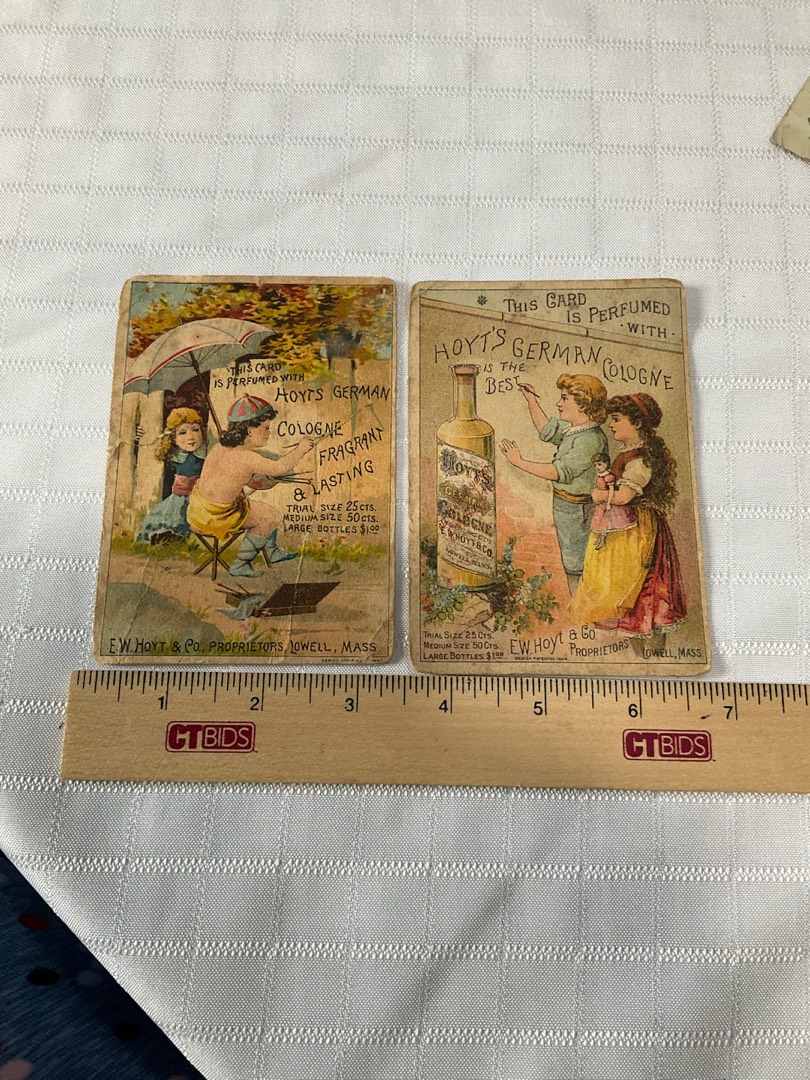 THIS CARD
IS PERFUMED WITH
HOYT'S GERMAN
COLOGNE
FRAGRANT
& LASTING
TRIAL SIZE 25 CTS.
MEDIUM SIZE 50 CTS.
LARGE BOTTLES $1.00
E.W. HOYT & CO., PROPRIETORS, LOWELL, MASS
THIS CARD
IS PERFUMED
WITH
HOYT'S GERMAN COLOGNE
IS THE
BEST
HOYT'S
GERMAN
COLOGNE
E.W. HOYT & CO.
TRIAL SIZE 25 CTS.
MEDIUM SIZE 50 CTS.
LARGE BOTTLES $1.00
E.W. HOYT & CO
PROPRIETORS
LOWELL, MASS.
1 2 3 4 5 6 7
CTBIDS CTBIDS